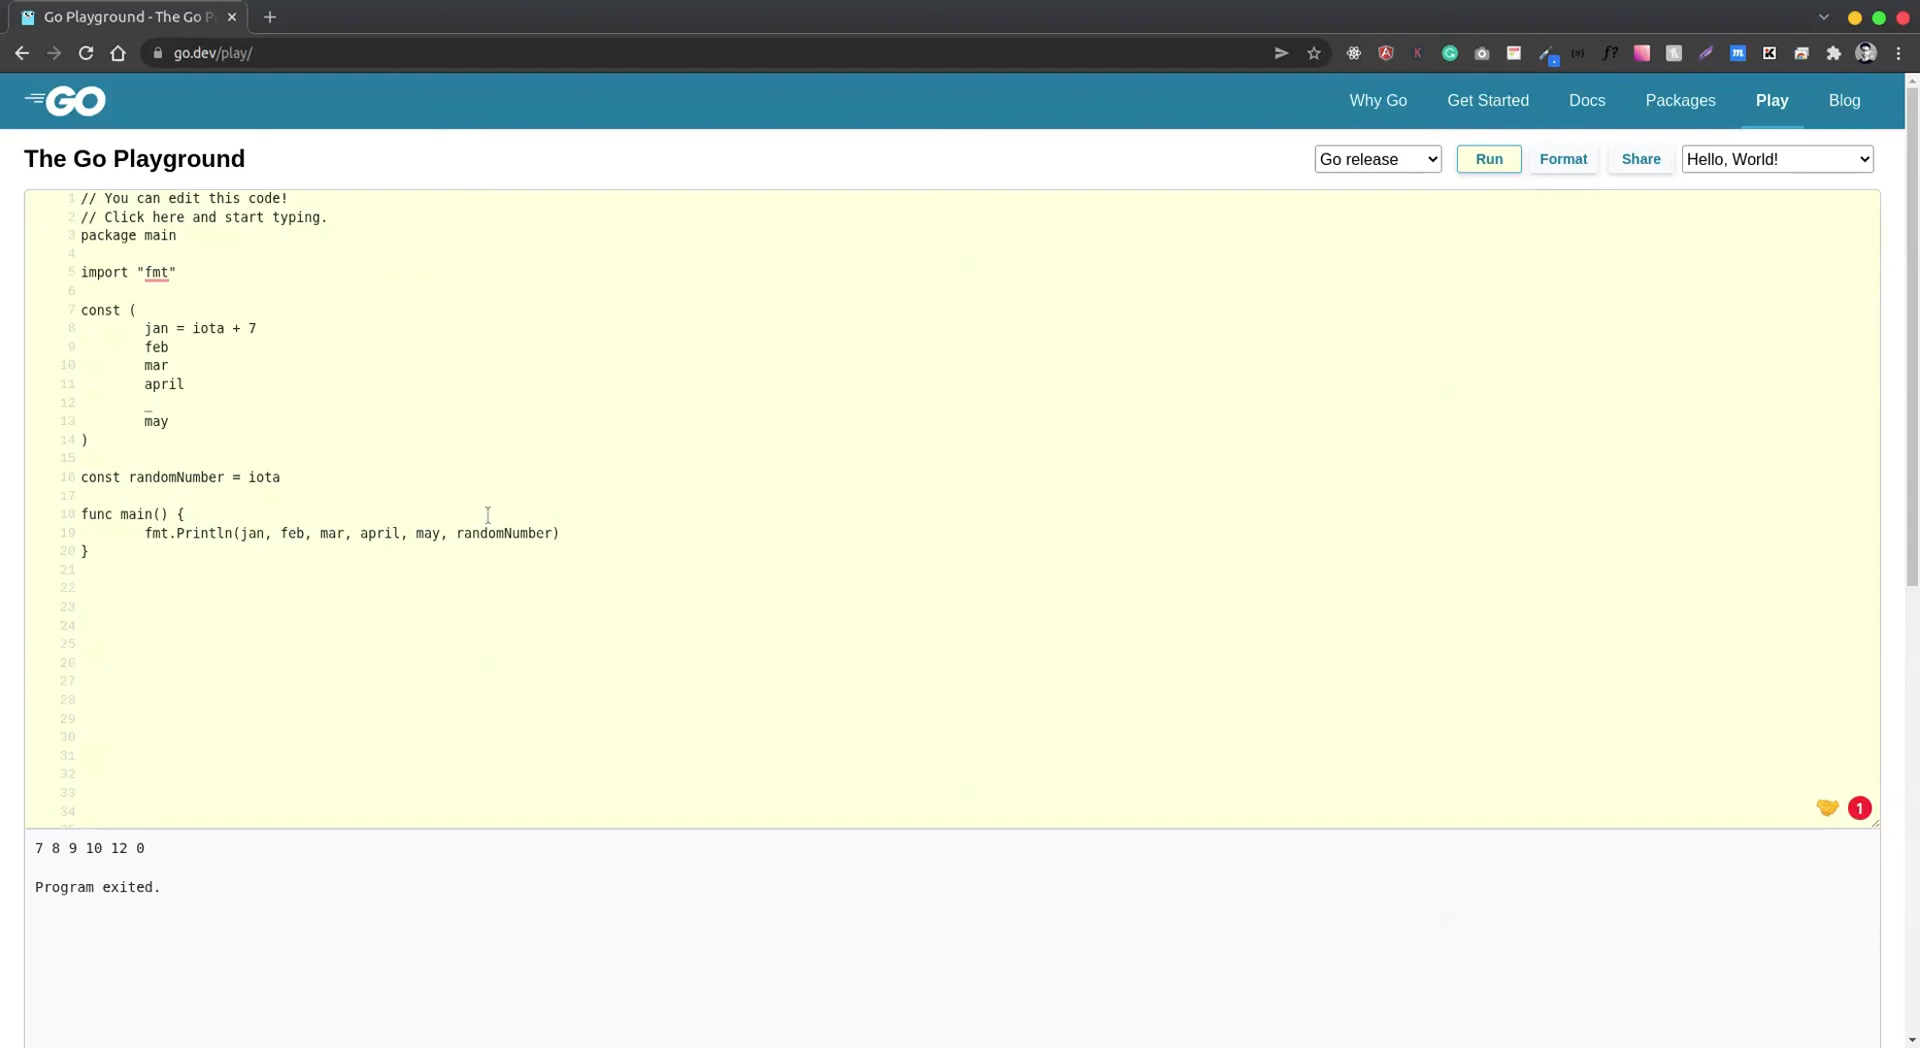 Go Playground - The Go P
go.dev/play/
GO
Why Go
Get Started
Docs
Packages
Play
Blog
The Go Playground
Go release
Run
Format
Share
Hello, World!
1 // You can edit this code!
2 // Click here and start typing.
3 package main
4
5 import "fmt"
6
7 const (
8 jan = iota + 7
9 feb
10 mar
11 april
12 _
13 may
14 )
15
16 const randomNumber = iota
17
18 func main() {
19 fmt.Println(jan, feb, mar, april, may, randomNumber)
20 }
21
22
23
24
25
26
27
28
29
30
31
32
33
34
1
7 8 9 10 12 0
Program exited.